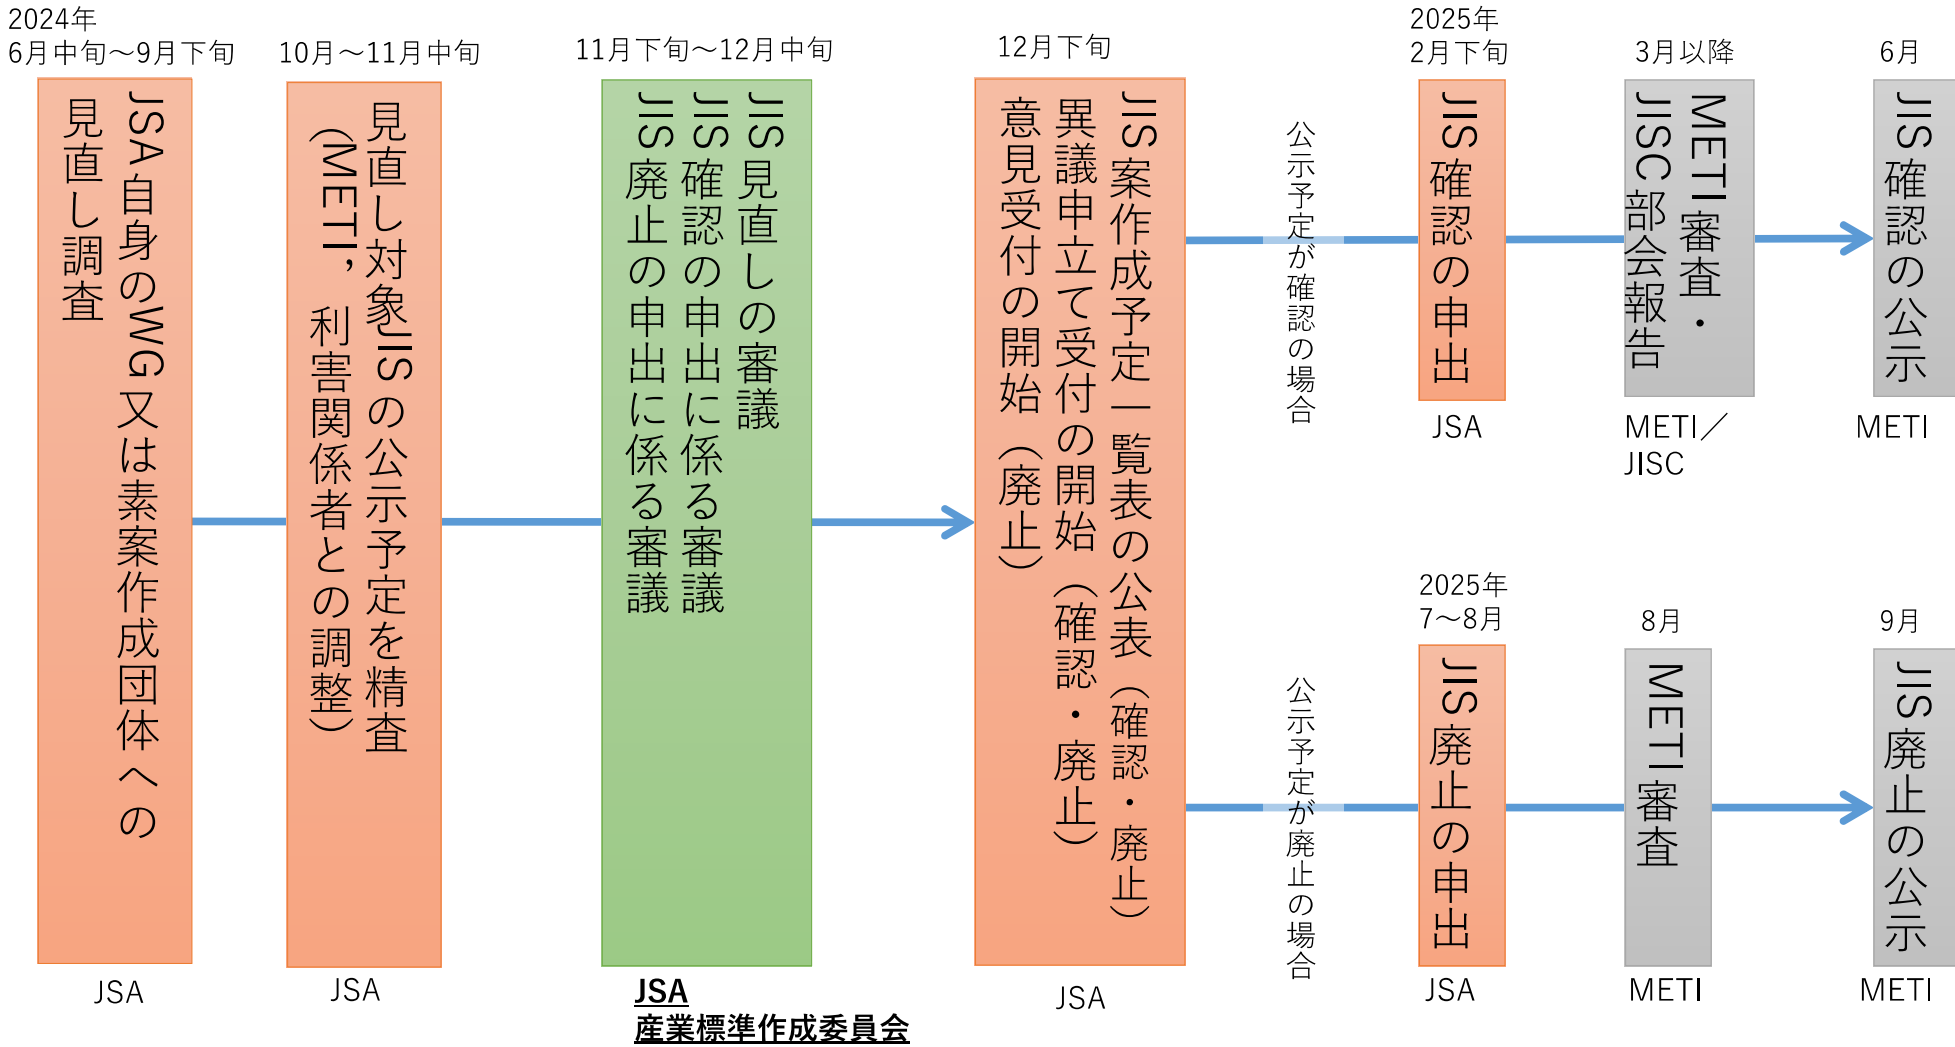 2024年
6月中旬～9月下旬
JSA自身のWG又は素案作成団体への
見直し調査
JSA
10月～11月中旬
見直し対象JISの公示予定を精査
（METI，利害関係者との調整）
JSA
11月下旬～12月中旬
JIS見直しの審議
JIS確認の申出に係る審議
JIS廃止の申出に係る審議
JSA
産業標準作成委員会
12月下旬
JIS案作成予定一覧表の公表（確認・廃止）
異議申立て受付の開始（確認・廃止）
意見受付の開始（廃止）
JSA
公示予定が確認の場合
2025年
2月下旬
JIS確認の申出
JSA
3月以降
METI審査・
JISC部会報告
METI／
JISC
6月
JIS確認の公示
METI
公示予定が廃止の場合
2025年
7～8月
JIS廃止の申出
JSA
8月
METI審査
METI
9月
JIS廃止の公示
METI